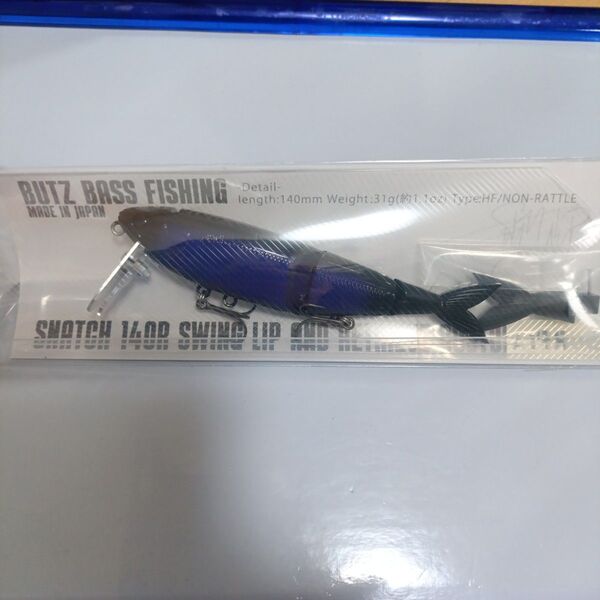 BUTZ BASS FISHING
MADE IN JAPAN
-Detail-
length:140mm Weight:31g(約1.1oz) Type:HF/NON-RATTLE
SNATCH 140R SWING LIP AND